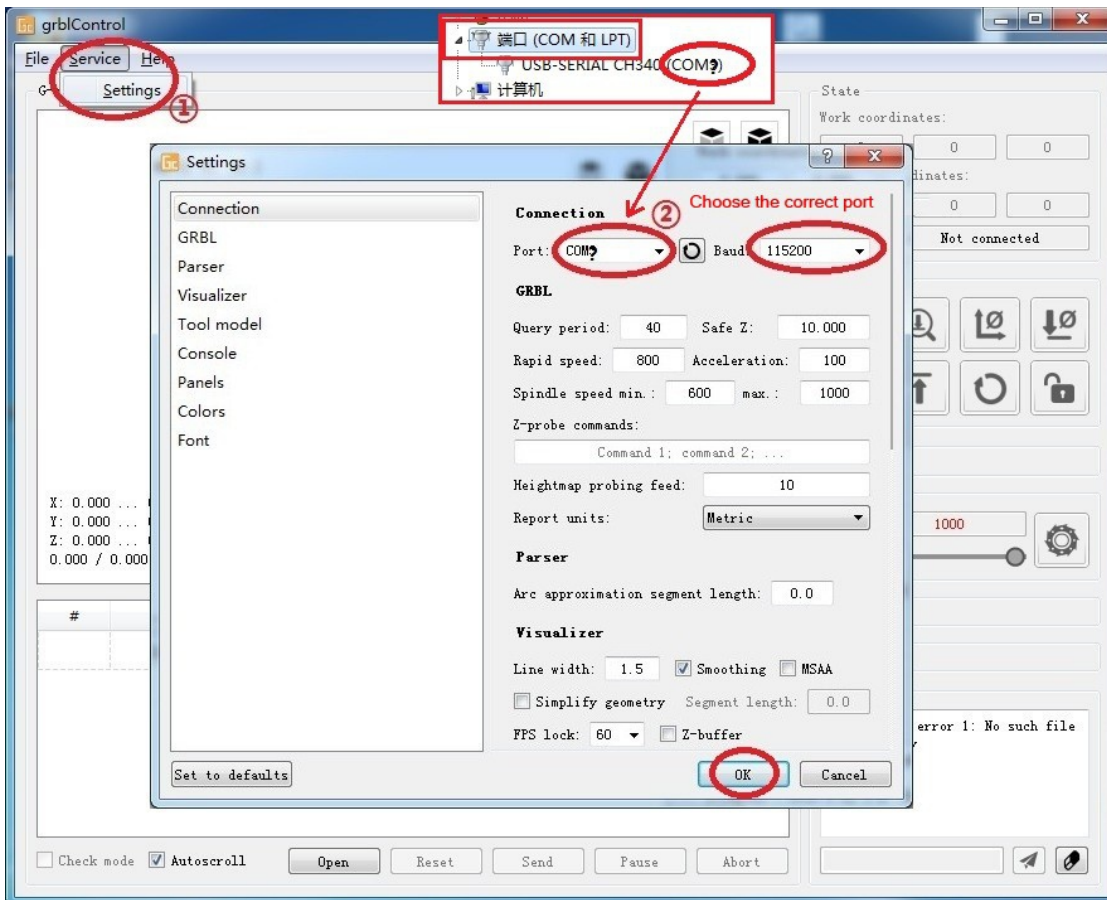 grblControl
File Service Help
Settings
①
端口 (COM 和 LPT)
USB-SERIAL CH340 (COM?)
计算机
State
Work coordinates:
0 0
dinates:
0 0
Not connected
Settings
Connection
GRBL
Parser
Visualizer
Tool model
Console
Panels
Colors
Font
Connection
② Choose the correct port
Port: COM? Baud: 115200
GRBL
Query period: 40 Safe Z: 10.000
Rapid speed: 800 Acceleration: 100
Spindle speed min.: 600 max.: 1000
Z-probe commands:
Command 1; command 2; ...
Heightmap probing feed: 10
Report units: Metric
Parser
Arc approximation segment length: 0.0
Visualizer
Line width: 1.5 Smoothing MSAA
Simplify geometry Segment length: 0.0
FPS lock: 60 Z-buffer
Set to defaults OK Cancel
X: 0.000 ...
Y: 0.000 ...
Z: 0.000 ...
0.000 / 0.000
1000
#
error 1: No such file
Check mode Autoscroll Open Reset Send Pause Abort